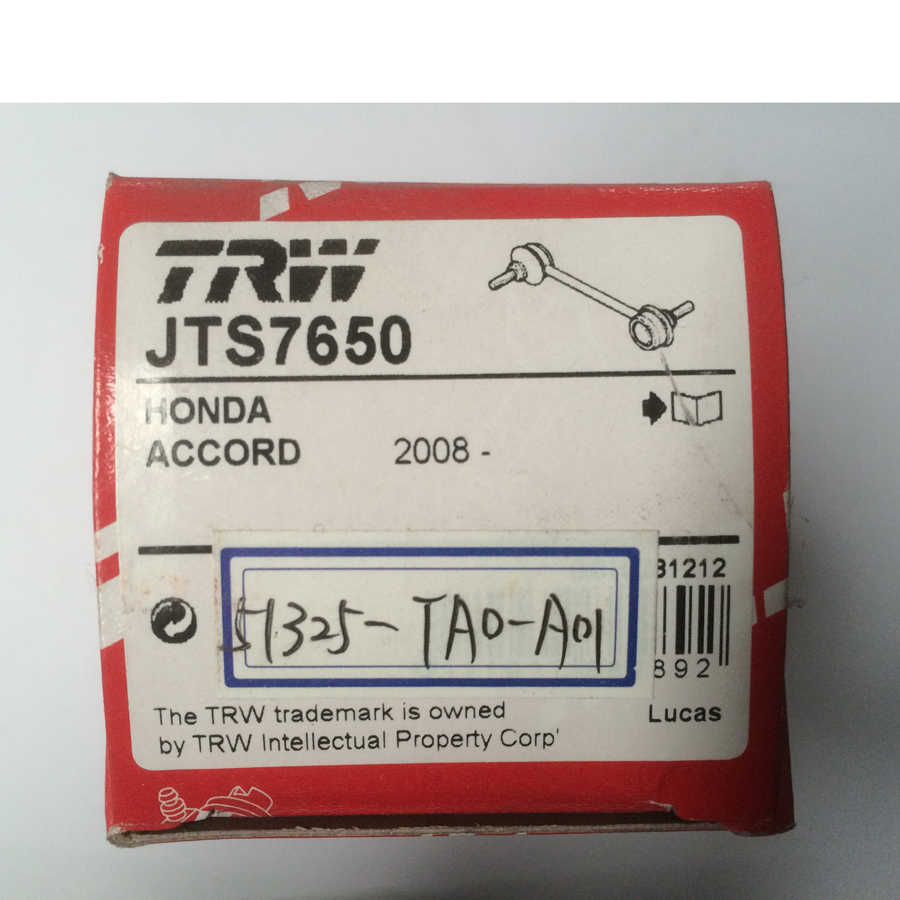 TRW
JTS7650
HONDA
ACCORD 2008 -
31212
51325-TA0-A01
892
The TRW trademark is owned
by TRW Intellectual Property Corp'
Lucas